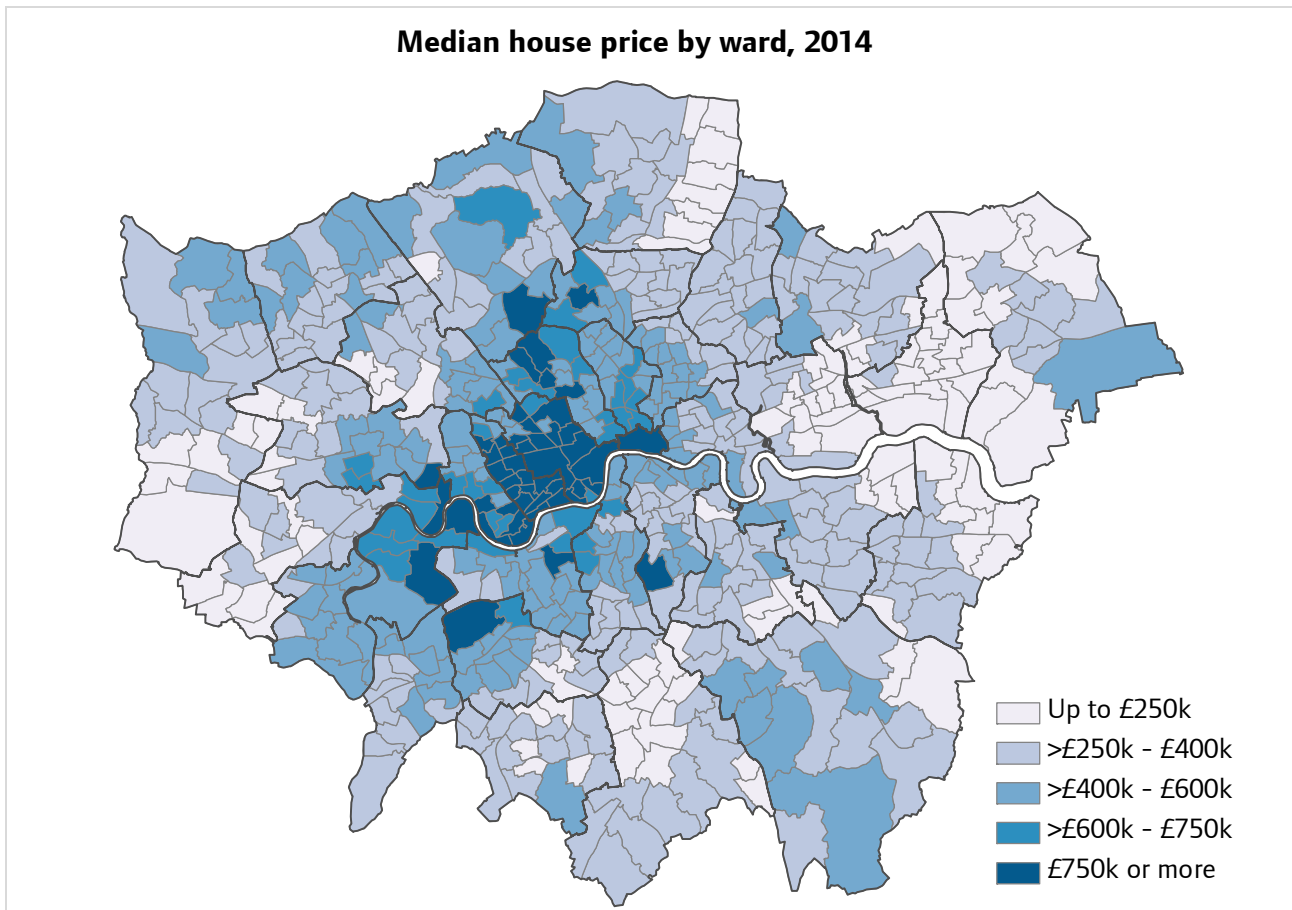 Median house price by ward, 2014
Up to £250k
>£250k - £400k
>£400k - £600k
>£600k - £750k
£750k or more